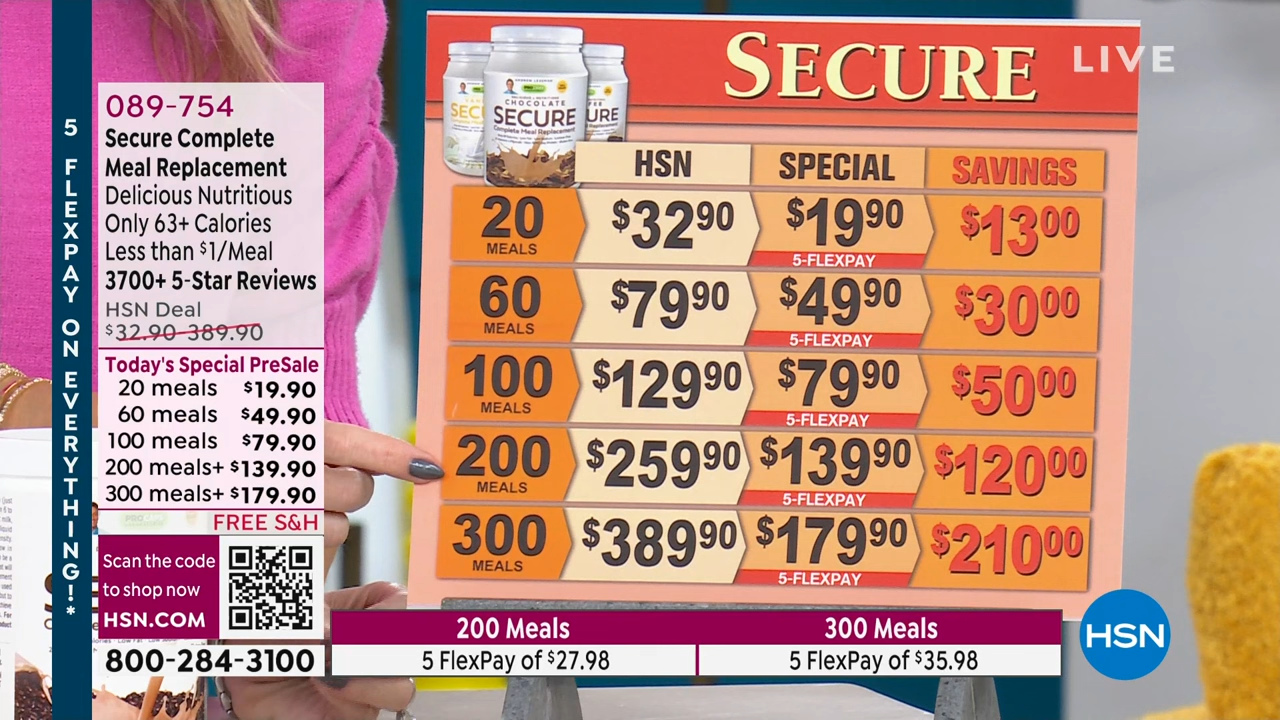 5 FLEXPAY ON EVERYTHING!*
089-754
Secure Complete
Meal Replacement
Delicious Nutritious
Only 63+ Calories
Less than $1/Meal
3700+ 5-Star Reviews
HSN Deal
$32.90-389.90
Today's Special PreSale
20 meals $19.90
60 meals $49.90
100 meals $79.90
200 meals+ $139.90
300 meals+ $179.90
FREE S&H
Scan the code
to shop now
HSN.COM
800-284-3100
LIVE
SECURE
PROCAPS
CHOCOLATE
SECURE
Complete Meal Replacement
HSN SPECIAL SAVINGS
20 MEALS $32.90 $19.90 5-FLEXPAY $13.00
60 MEALS $79.90 $49.90 5-FLEXPAY $30.00
100 MEALS $129.90 $79.90 5-FLEXPAY $50.00
200 MEALS $259.90 $139.90 5-FLEXPAY $120.00
300 MEALS $389.90 $179.90 5-FLEXPAY $210.00
200 Meals 300 Meals
5 FlexPay of $27.98 5 FlexPay of $35.98
HSN